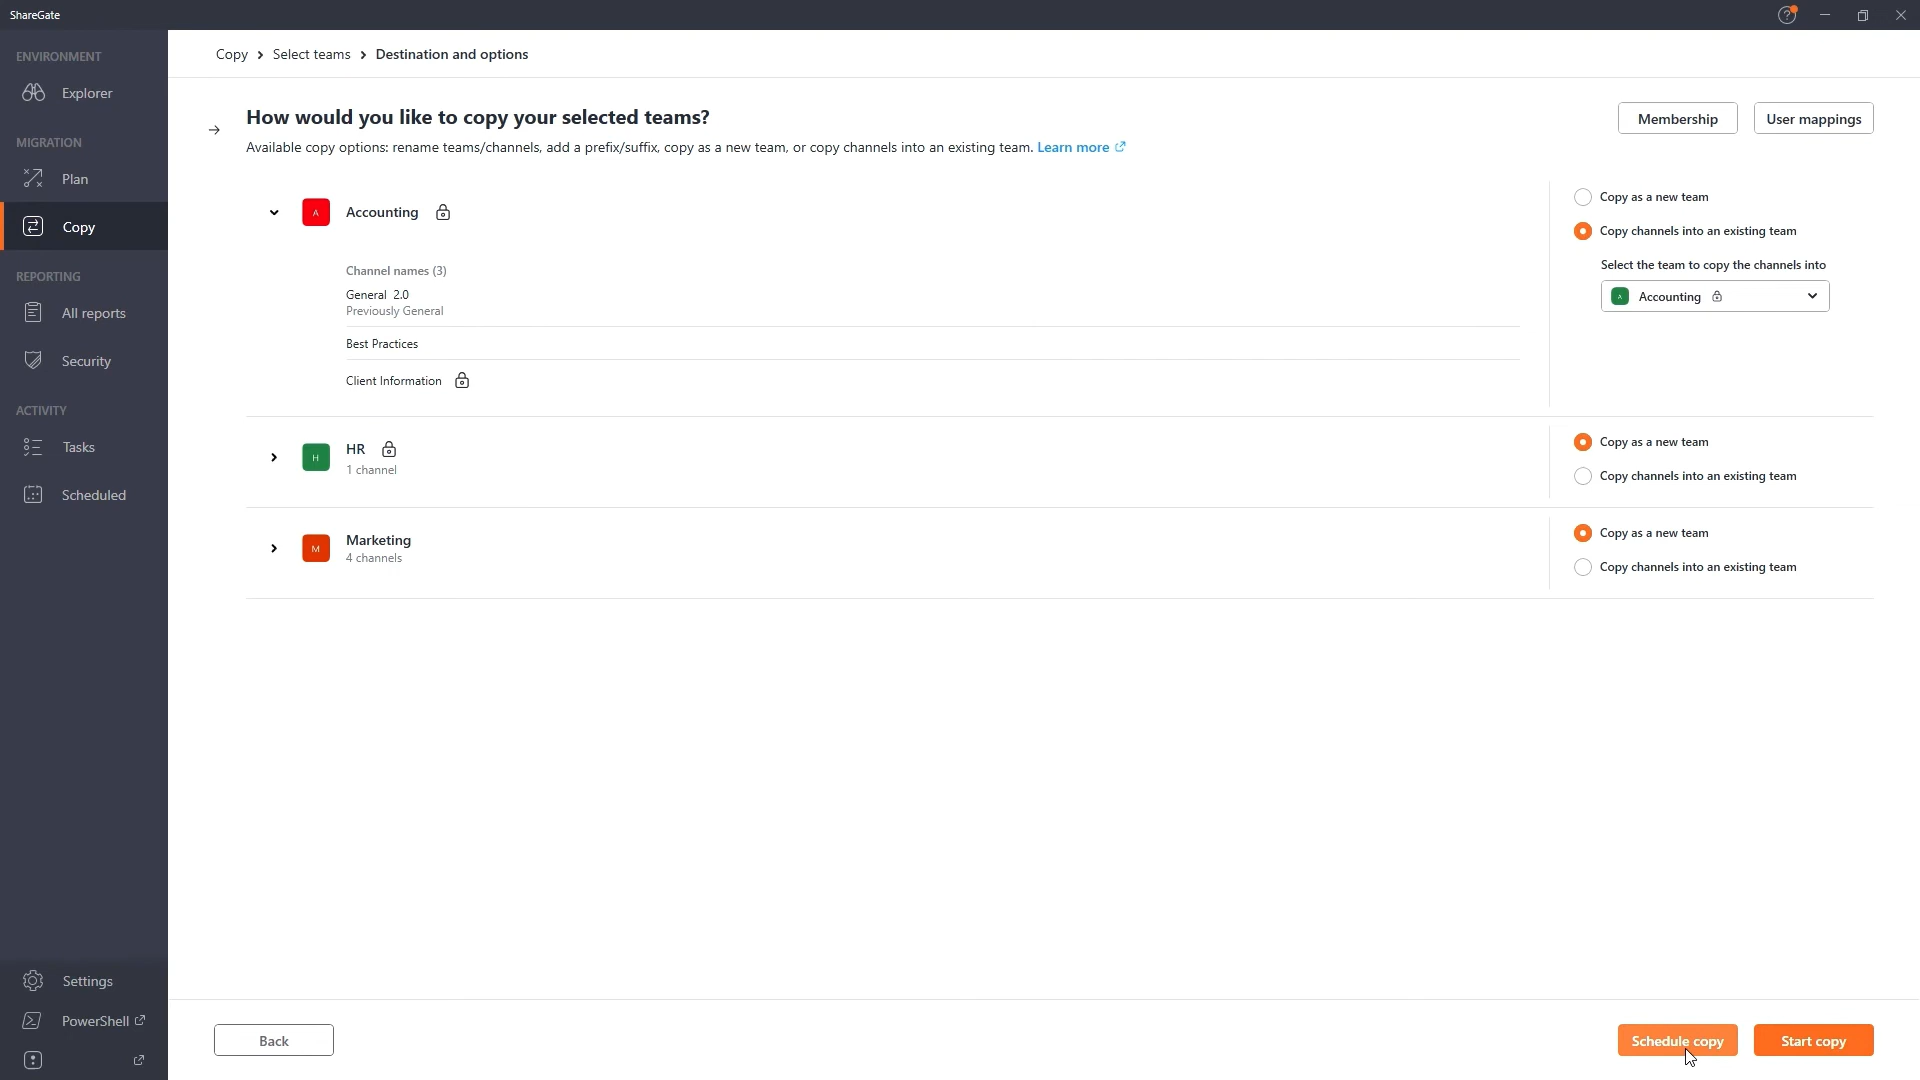 ShareGate
ENVIRONMENT
Explorer
MIGRATION
Plan
Copy
REPORTING
All reports
Security
ACTIVITY
Tasks
Scheduled
Settings
PowerShell
Copy > Select teams > Destination and options
How would you like to copy your selected teams?
Available copy options: rename teams/channels, add a prefix/suffix, copy as a new team, or copy channels into an existing team. Learn more
Membership
User mappings
A Accounting
Channel names (3)
General 2.0
Previously General
Best Practices
Client Information
Copy as a new team
Copy channels into an existing team
Select the team to copy the channels into
A Accounting
H HR
1 channel
Copy as a new team
Copy channels into an existing team
M Marketing
4 channels
Copy as a new team
Copy channels into an existing team
Back
Schedule copy
Start copy